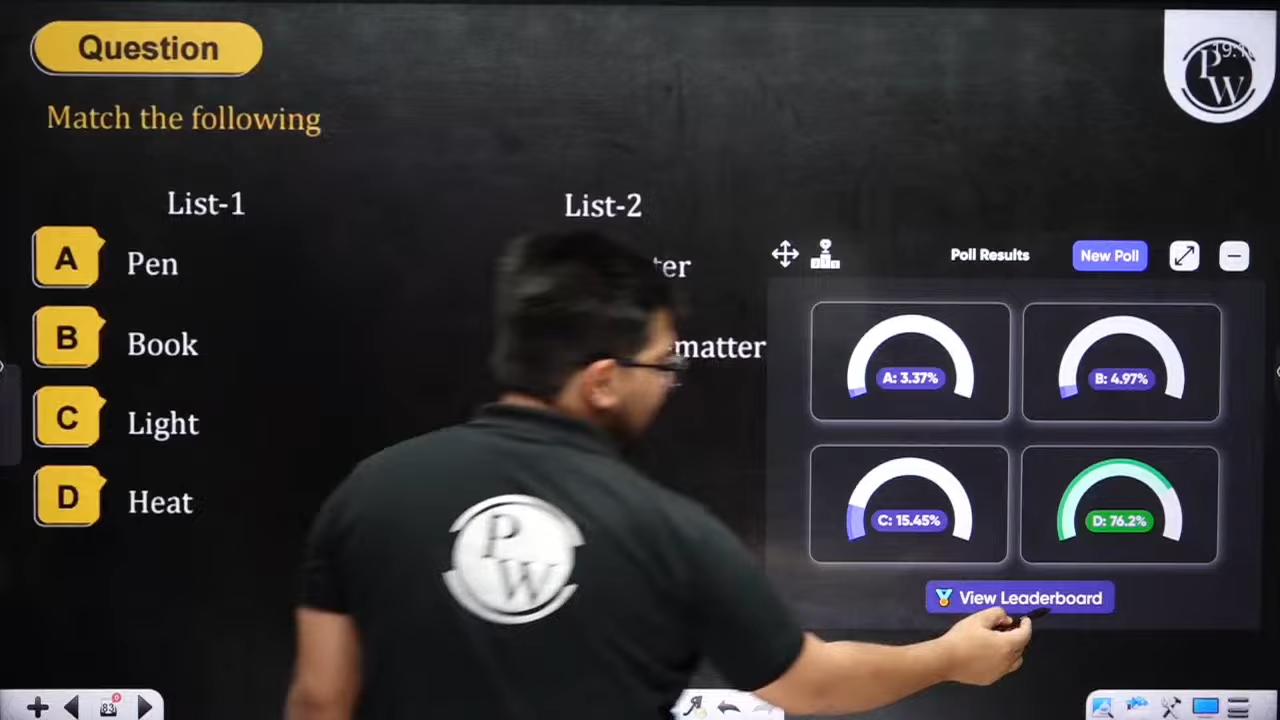 Question
Match the following
List-1
List-2
A
Pen
B
Book
matter
C
Light
D
Heat
Poll Results
New Poll
A: 3.37%
B: 4.97%
C: 15.45%
D: 76.2%
View Leaderboard
P
W
P
W
83